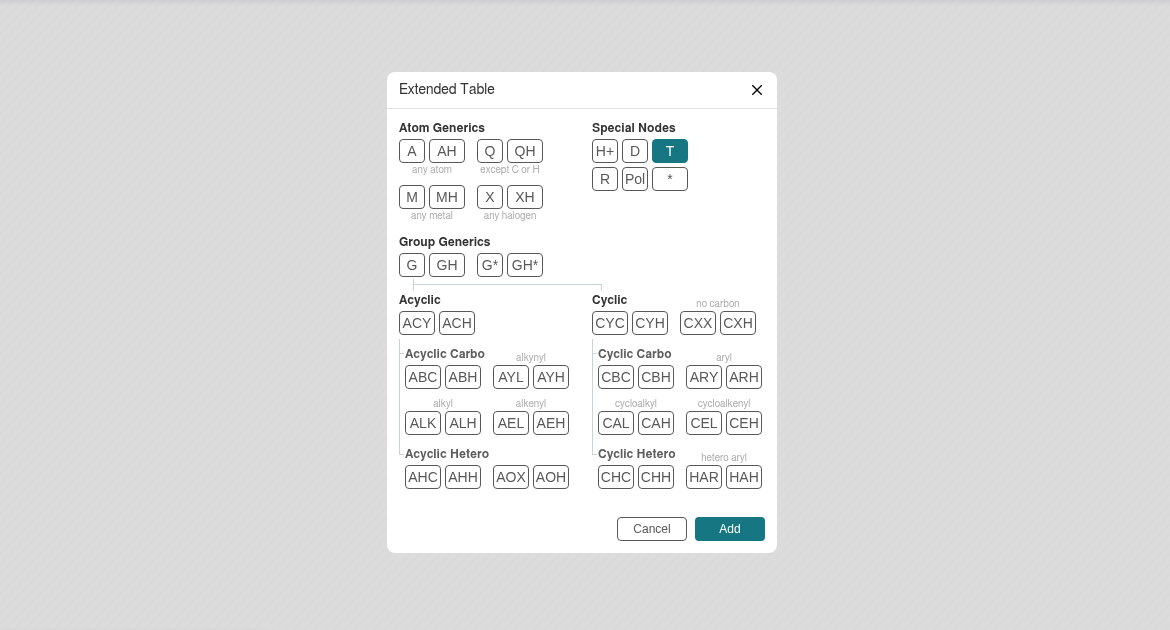 Extended Table
Atom Generics
A AH Q QH
any atom except C or H
M MH X XH
any metal any halogen
Special Nodes
H+ D T
R Pol *
Group Generics
G GH G* GH*
Acyclic
ACY ACH
Acyclic Carbo alkynyl
ABC ABH AYL AYH
alkyl alkenyl
ALK ALH AEL AEH
Acyclic Hetero
AHC AHH AOX AOH
Cyclic no carbon
CYC CYH CXX CXH
Cyclic Carbo aryl
CBC CBH ARY ARH
cycloalkyl cycloalkenyl
CAL CAH CEL CEH
Cyclic Hetero hetero aryl
CHC CHH HAR HAH
Cancel Add